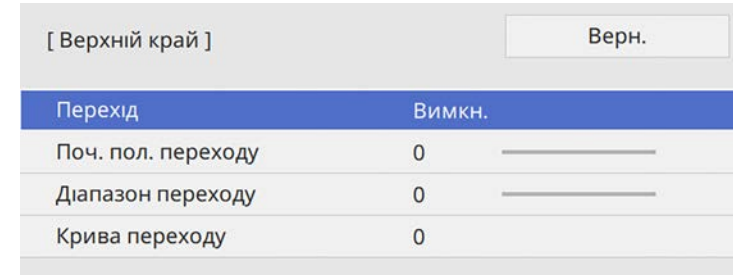 [ Верхній край ]
Верн.
Перехід Вимкн.
Поч. пол. переходу 0
Діапазон переходу 0
Крива переходу 0